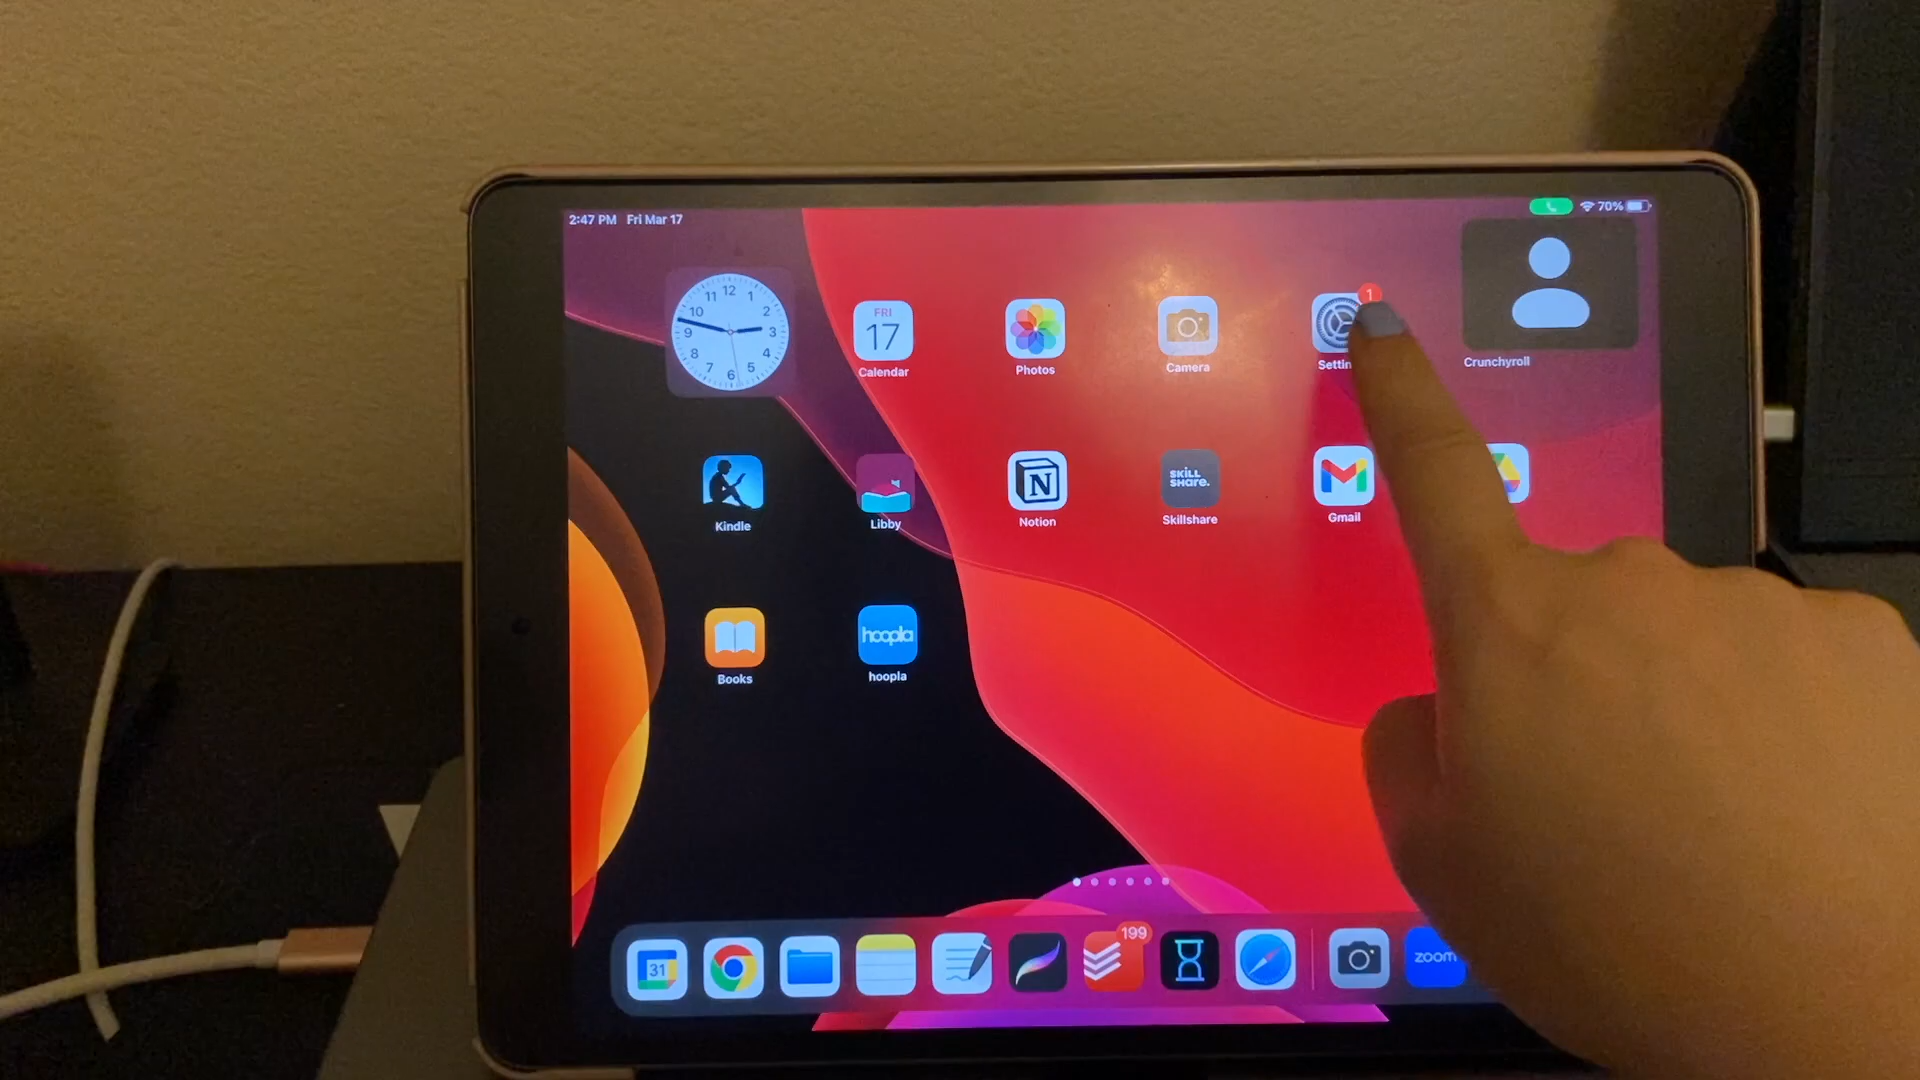 2:47 PM Fri Mar 17
70%
12
1
2
3
4
5
6
7
8
9
10
11
FRI
17
Calendar
Photos
Camera
1
Settin
Crunchyroll
Kindle
Libby
N
Notion
SKILL
SHARE.
Skillshare
Gmail
Books
hoopla
hoopla
31
199
zoom